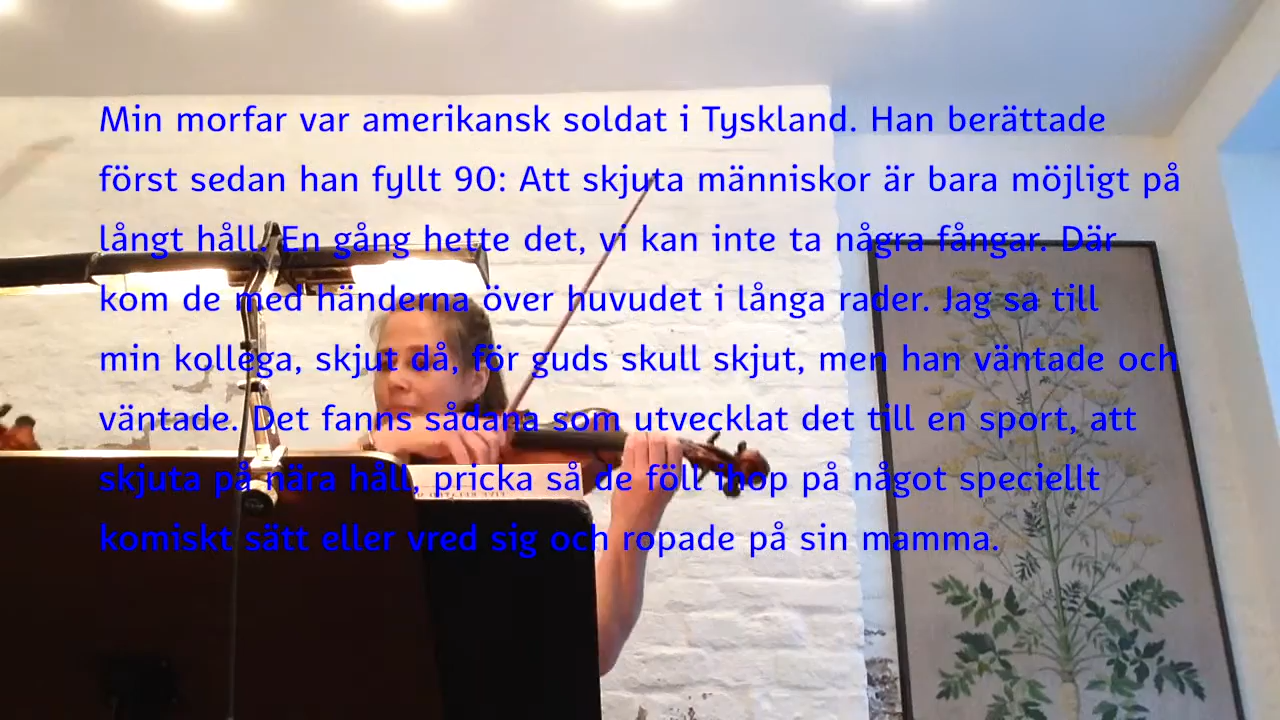 Min morfar var amerikansk soldat i Tyskland. Han berättade
först sedan han fyllt 90: Att skjuta människor är bara möjligt på
långt håll. En gång hette det, vi kan inte ta några fångar. Där
kom de med händerna över huvudet i långa rader. Jag sa till
min kollega, skjut då, för guds skull skjut, men han väntade och
väntade. Det fanns sådana som utvecklat det till en sport, att
skjuta på nära håll, pricka så de föll ihop på något speciellt
komiskt sätt eller vred sig och ropade på sin mamma.